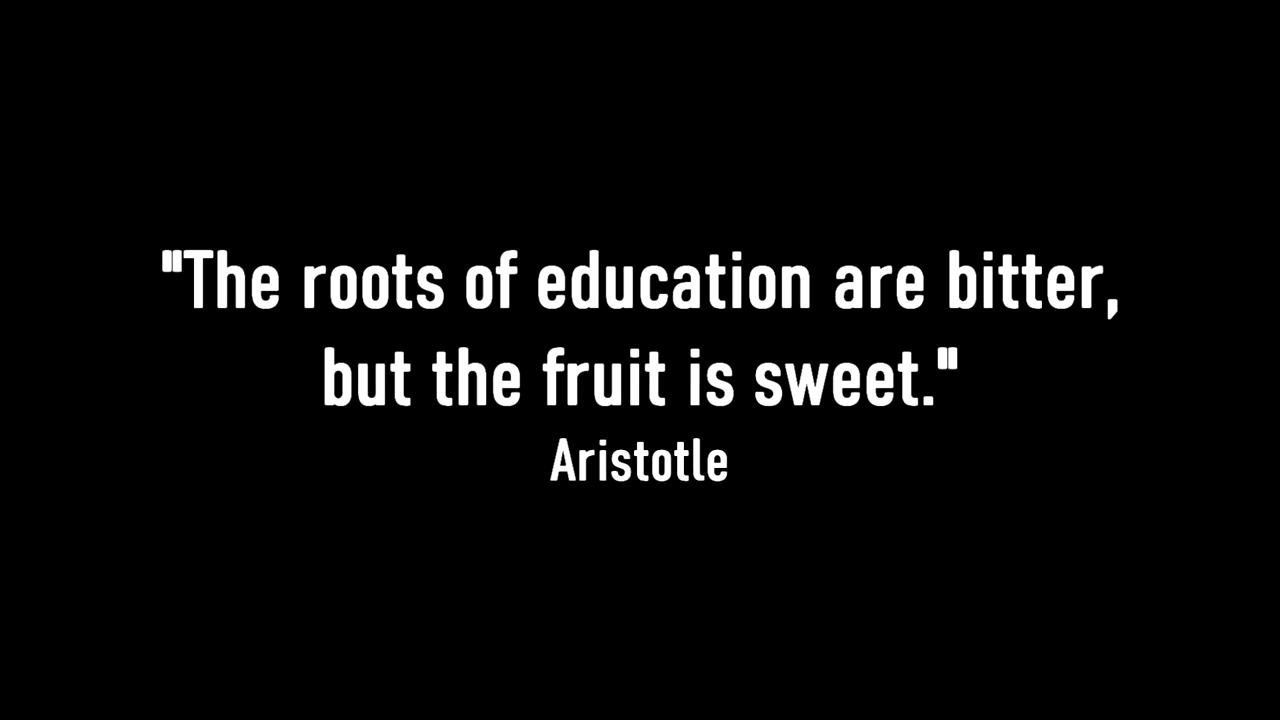 "The roots of education are bitter,
but the fruit is sweet."
Aristotle